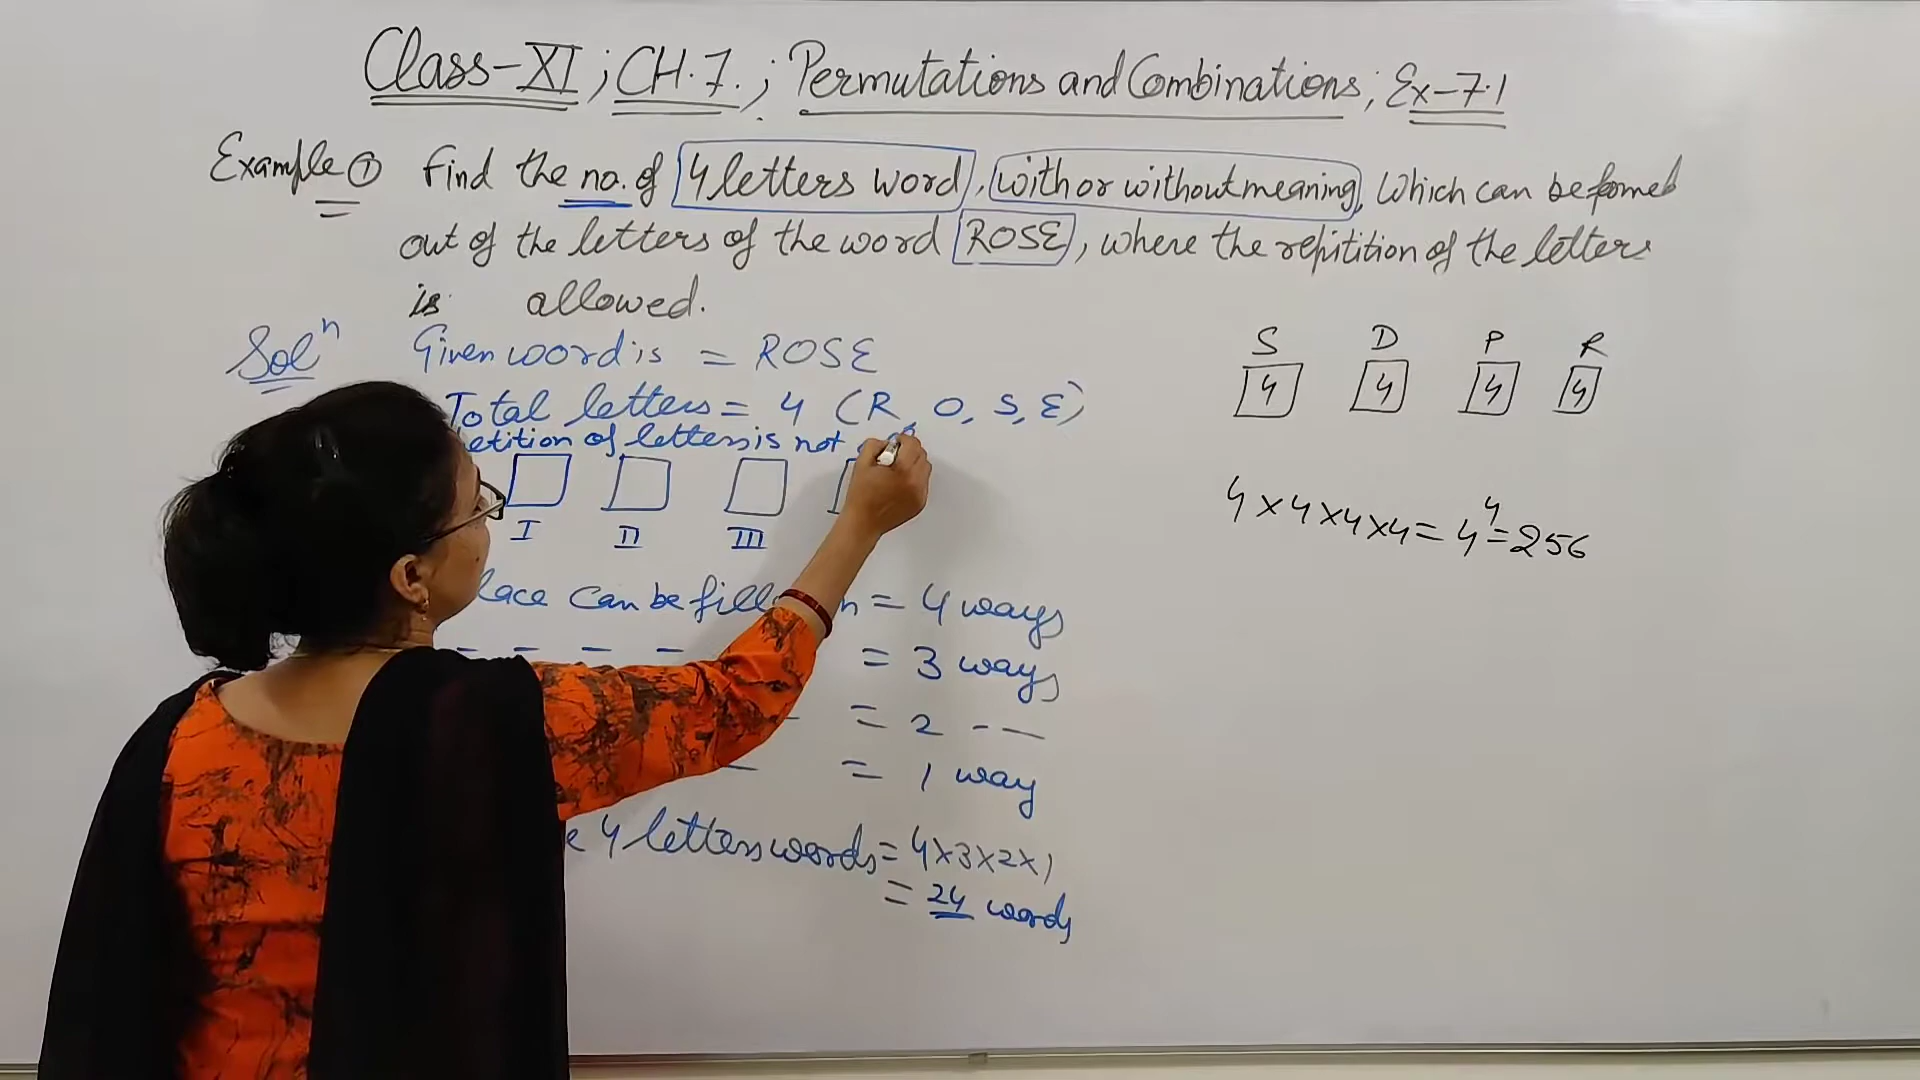 Class-XI ; CH.7. ; Permutations and Combinations ; Ex-7.1
Example ① Find the no. of 4 letters word, with or without meaning, which can be formed
out of the letters of the word ROSE, where the repitition of the letters
is allowed.
Solⁿ Given word is = ROSE
Total letters = 4 (R, O, S, E)
etition of letters is not
I II III
lace can be fill n = 4 ways
- - - - = 3 ways
- = 2 - —
— = 1 way
e 4 letters words = 4×3×2×1
= 24 words
S D P R
4 4 4 4
4×4×4×4 = 4⁴ = 256